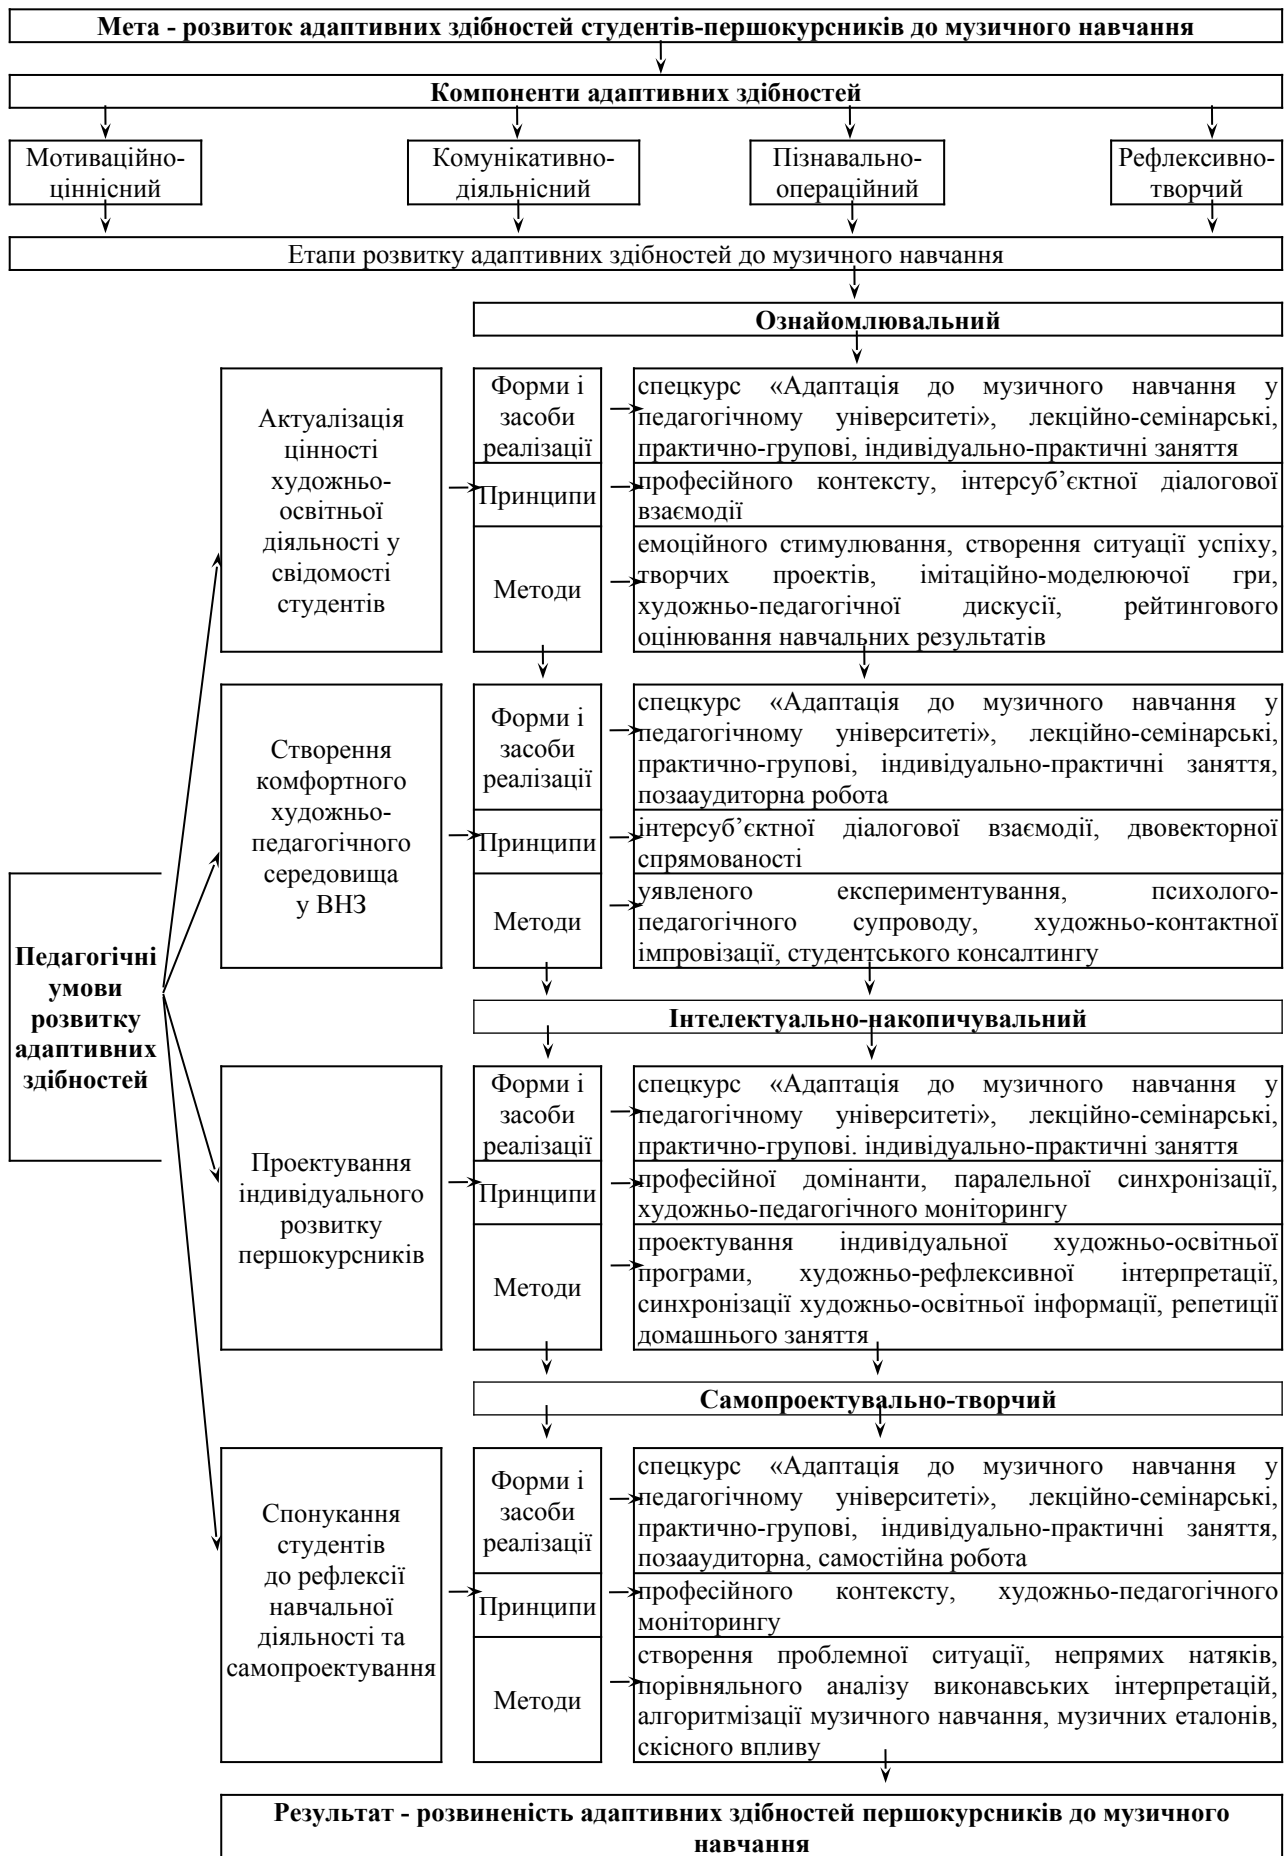 Мета - розвиток адаптивних здібностей студентів-першокурсників до музичного навчання
Компоненти адаптивних здібностей
Мотиваційно-
ціннісний
Комунікативно-
діяльнісний
Пізнавально-
операційний
Рефлексивно-
творчий
Етапи розвитку адаптивних здібностей до музичного навчання
Ознайомлювальний
Педагогічні
умови
розвитку
адаптивних
здібностей
Актуалізація
цінності
художньо-
освітньої
діяльності у
свідомості
студентів
Форми і
засоби
реалізації
спецкурс «Адаптація до музичного навчання у
педагогічному університеті», лекційно-семінарські,
практично-групові, індивідуально-практичні заняття
Принципи
професійного контексту, інтерсуб’єктної діалогової
взаємодії
Методи
емоційного стимулювання, створення ситуації успіху,
творчих проектів, імітаційно-моделюючої гри,
художньо-педагогічної дискусії, рейтингового
оцінювання навчальних результатів
Створення
комфортного
художньо-
педагогічного
середовища
у ВНЗ
Форми і
засоби
реалізації
спецкурс «Адаптація до музичного навчання у
педагогічному університеті», лекційно-семінарські,
практично-групові, індивідуально-практичні заняття,
позааудиторна робота
Принципи
інтерсуб’єктної діалогової взаємодії, двовекторної
спрямованості
Методи
уявленого експериментування, психолого-
педагогічного супроводу, художньо-контактної
імпровізації, студентського консалтингу
Інтелектуально-накопичувальний
Проектування
індивідуального
розвитку
першокурсників
Форми і
засоби
реалізації
спецкурс «Адаптація до музичного навчання у
педагогічному університеті», лекційно-семінарські,
практично-групові. індивідуально-практичні заняття
Принципи
професійної домінанти, паралельної синхронізації,
художньо-педагогічного моніторингу
Методи
проектування індивідуальної художньо-освітньої
програми, художньо-рефлексивної інтерпретації,
синхронізації художньо-освітньої інформації, репетиції
домашнього заняття
Самопроектувально-творчий
Спонукання
студентів
до рефлексії
навчальної
діяльності та
самопроектування
Форми і
засоби
реалізації
спецкурс «Адаптація до музичного навчання у
педагогічному університеті», лекційно-семінарські,
практично-групові, індивідуально-практичні заняття,
позааудиторна, самостійна робота
Принципи
професійного контексту, художньо-педагогічного
моніторингу
Методи
створення проблемної ситуації, непрямих натяків,
порівняльного аналізу виконавських інтерпретацій,
алгоритмізації музичного навчання, музичних еталонів,
скісного впливу
Результат - розвиненість адаптивних здібностей першокурсників до музичного
навчання